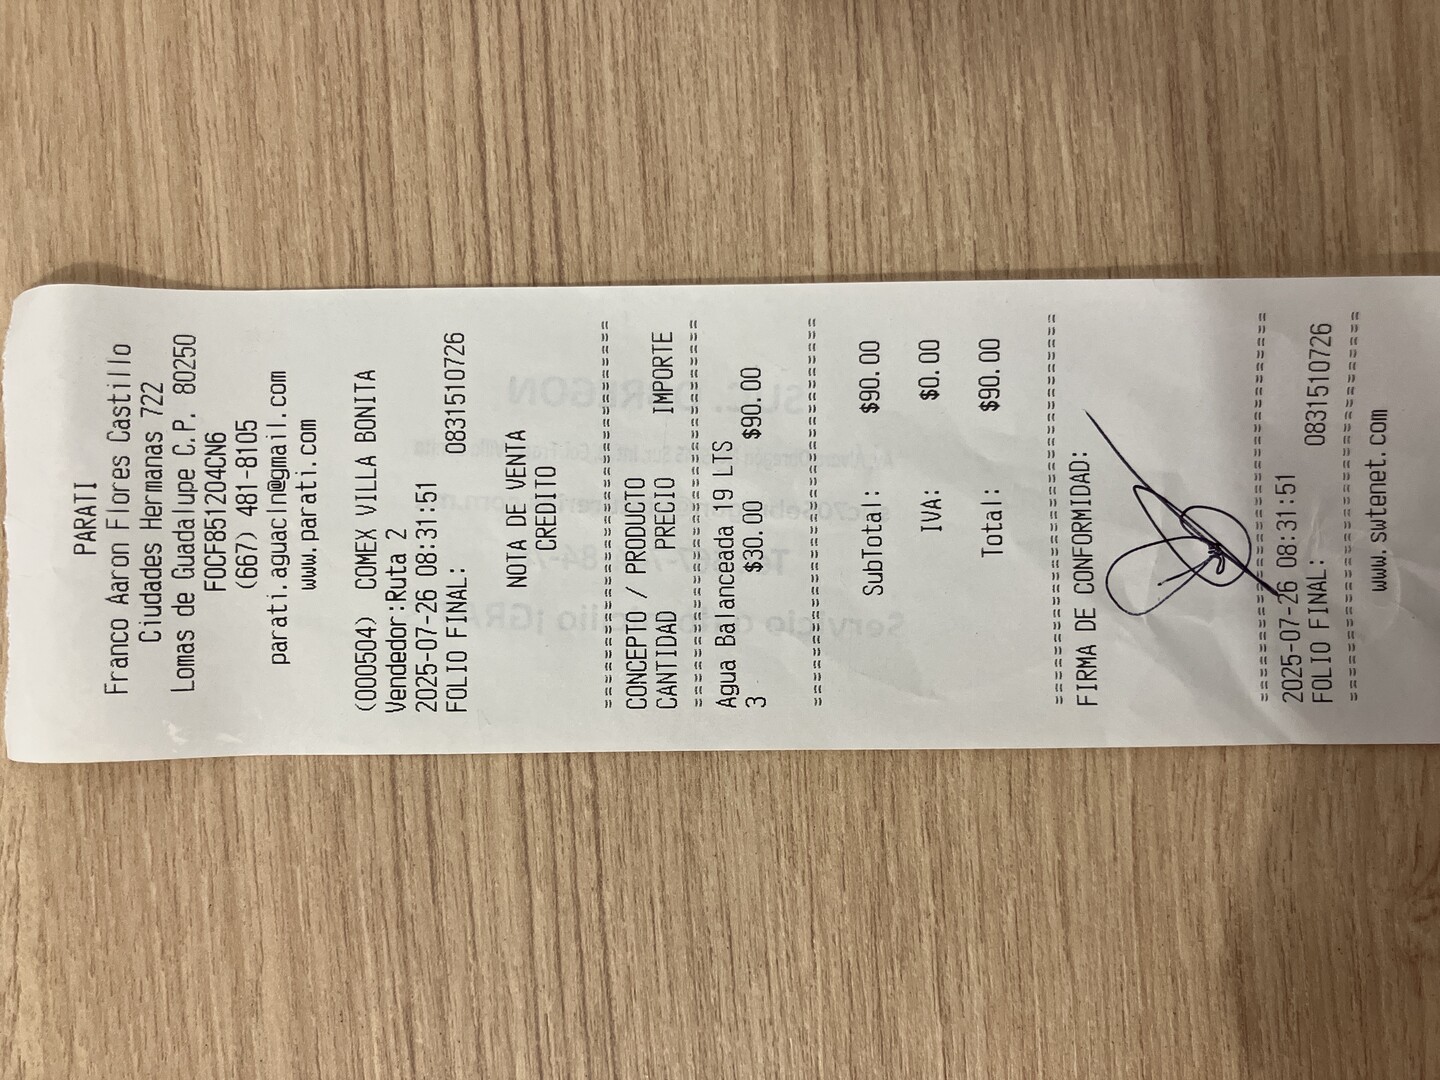 PARATI
Franco Aaron Flores Castillo
Ciudades Hermanas 722
Lomas de Guadalupe C.P. 80250
FOCF851204CN6
(667) 481-8105
parati.aguacln@gmail.com
www.parati.com
(000504) COMEX VILLA BONITA
Vendedor:Ruta 2
2025-07-26 08:31:51
FOLIO FINAL: 0831510726
NOTA DE VENTA
CREDITO
CONCEPTO / PRODUCTO
CANTIDAD PRECIO IMPORTE
Agua Balanceada 19 LTS
3 $30.00 $90.00
SubTotal: $90.00
IVA: $0.00
Total: $90.00
FIRMA DE CONFORMIDAD:
2025-07-26 08:31:51
FOLIO FINAL: 0831510726
www.swtenet.com